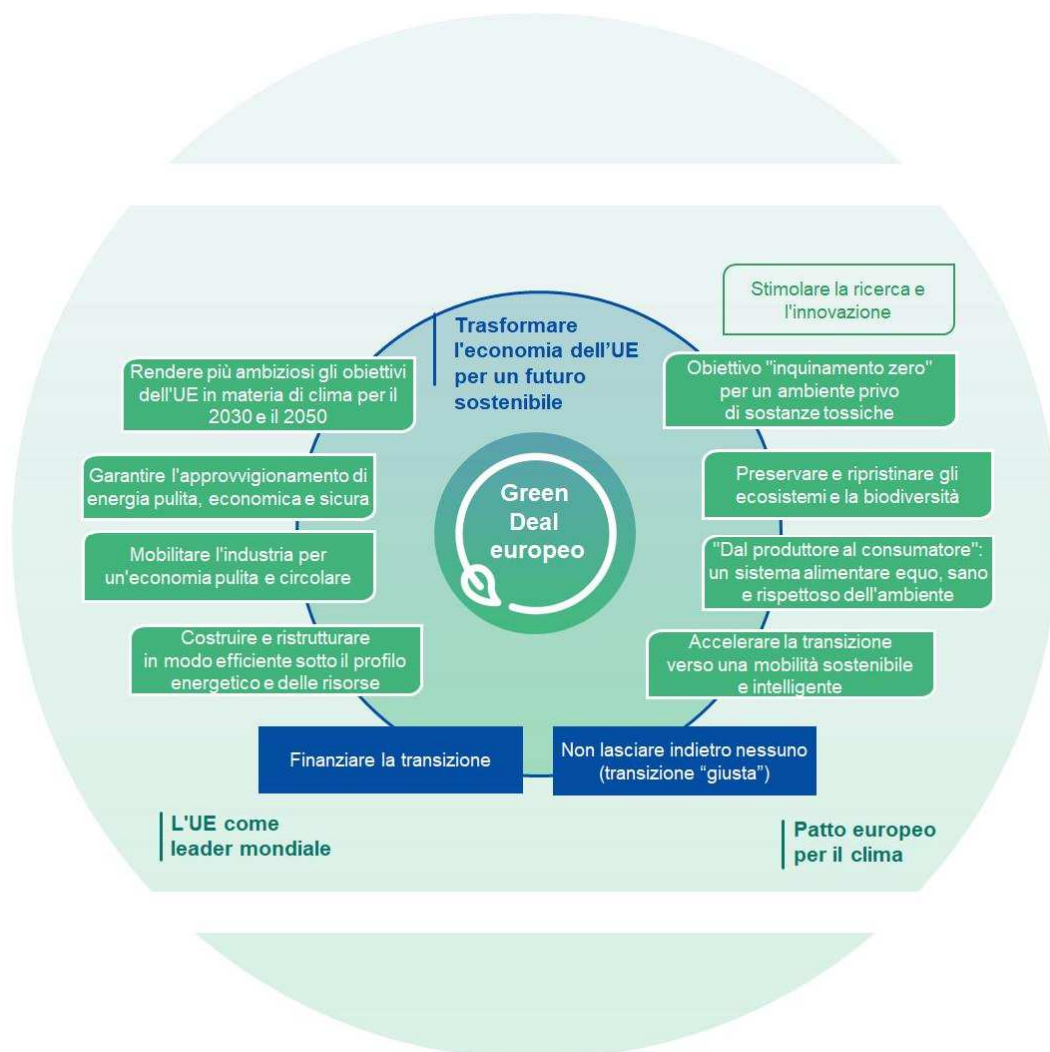 Stimolare la ricerca e
l'innovazione
Trasformare
l'economia dell'UE
per un futuro
sostenibile
Rendere più ambiziosi gli obiettivi
dell'UE in materia di clima per il
2030 e il 2050
Obiettivo "inquinamento zero"
per un ambiente privo
di sostanze tossiche
Garantire l'approvvigionamento di
energia pulita, economica e sicura
Preservare e ripristinare gli
ecosistemi e la biodiversità
Green
Deal
europeo
Mobilitare l'industria per
un'economia pulita e circolare
"Dal produttore al consumatore":
un sistema alimentare equo, sano
e rispettoso dell'ambiente
Costruire e ristrutturare
in modo efficiente sotto il profilo
energetico e delle risorse
Accelerare la transizione
verso una mobilità sostenibile
e intelligente
Finanziare la transizione
Non lasciare indietro nessuno
(transizione “giusta”)
L'UE come
leader mondiale
Patto europeo
per il clima